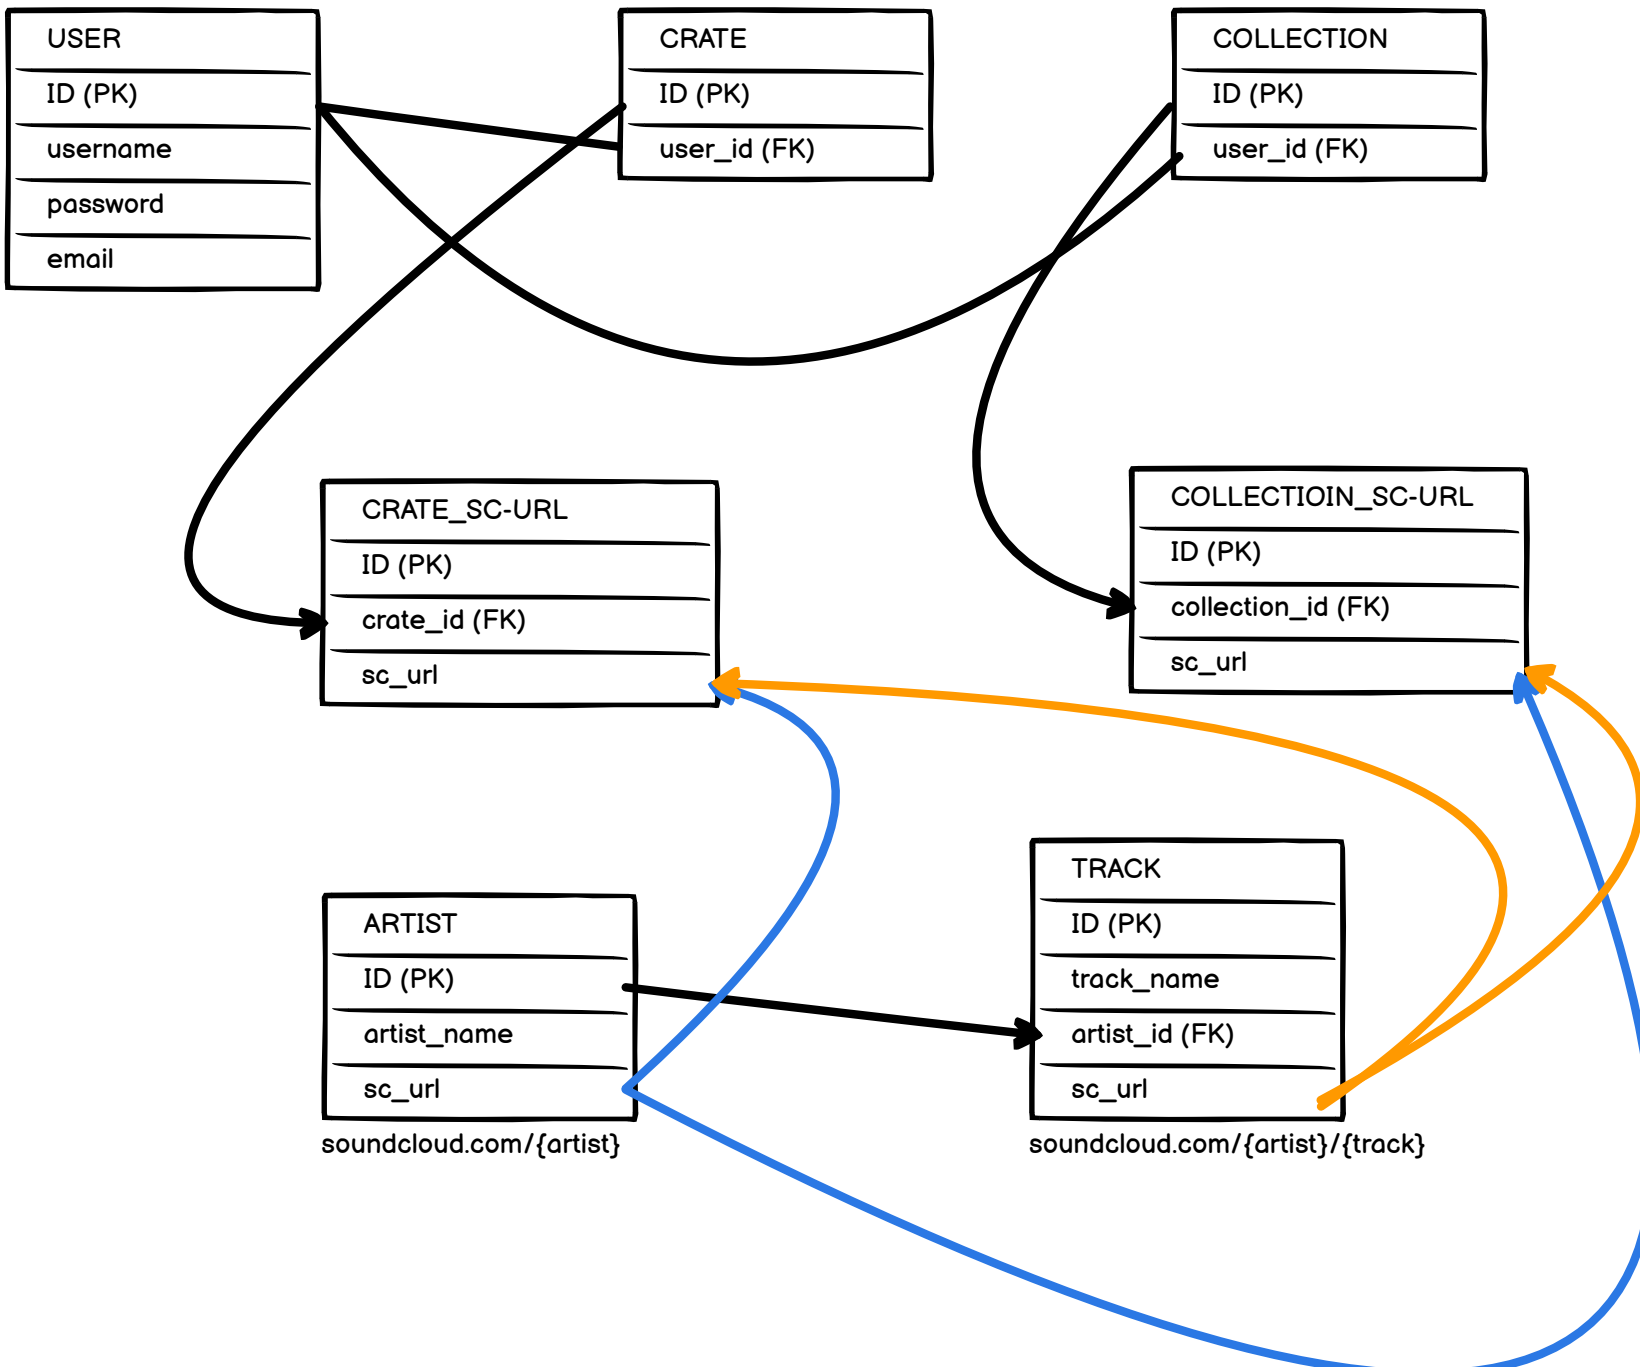 USER
ID (PK)
username
password
email
CRATE
ID (PK)
user_id (FK)
COLLECTION
ID (PK)
user_id (FK)
CRATE_SC-URL
ID (PK)
crate_id (FK)
sc_url
COLLECTIOIN_SC-URL
ID (PK)
collection_id (FK)
sc_url
ARTIST
ID (PK)
artist_name
sc_url
soundcloud.com/{artist}
TRACK
ID (PK)
track_name
artist_id (FK)
sc_url
soundcloud.com/{artist}/{track}